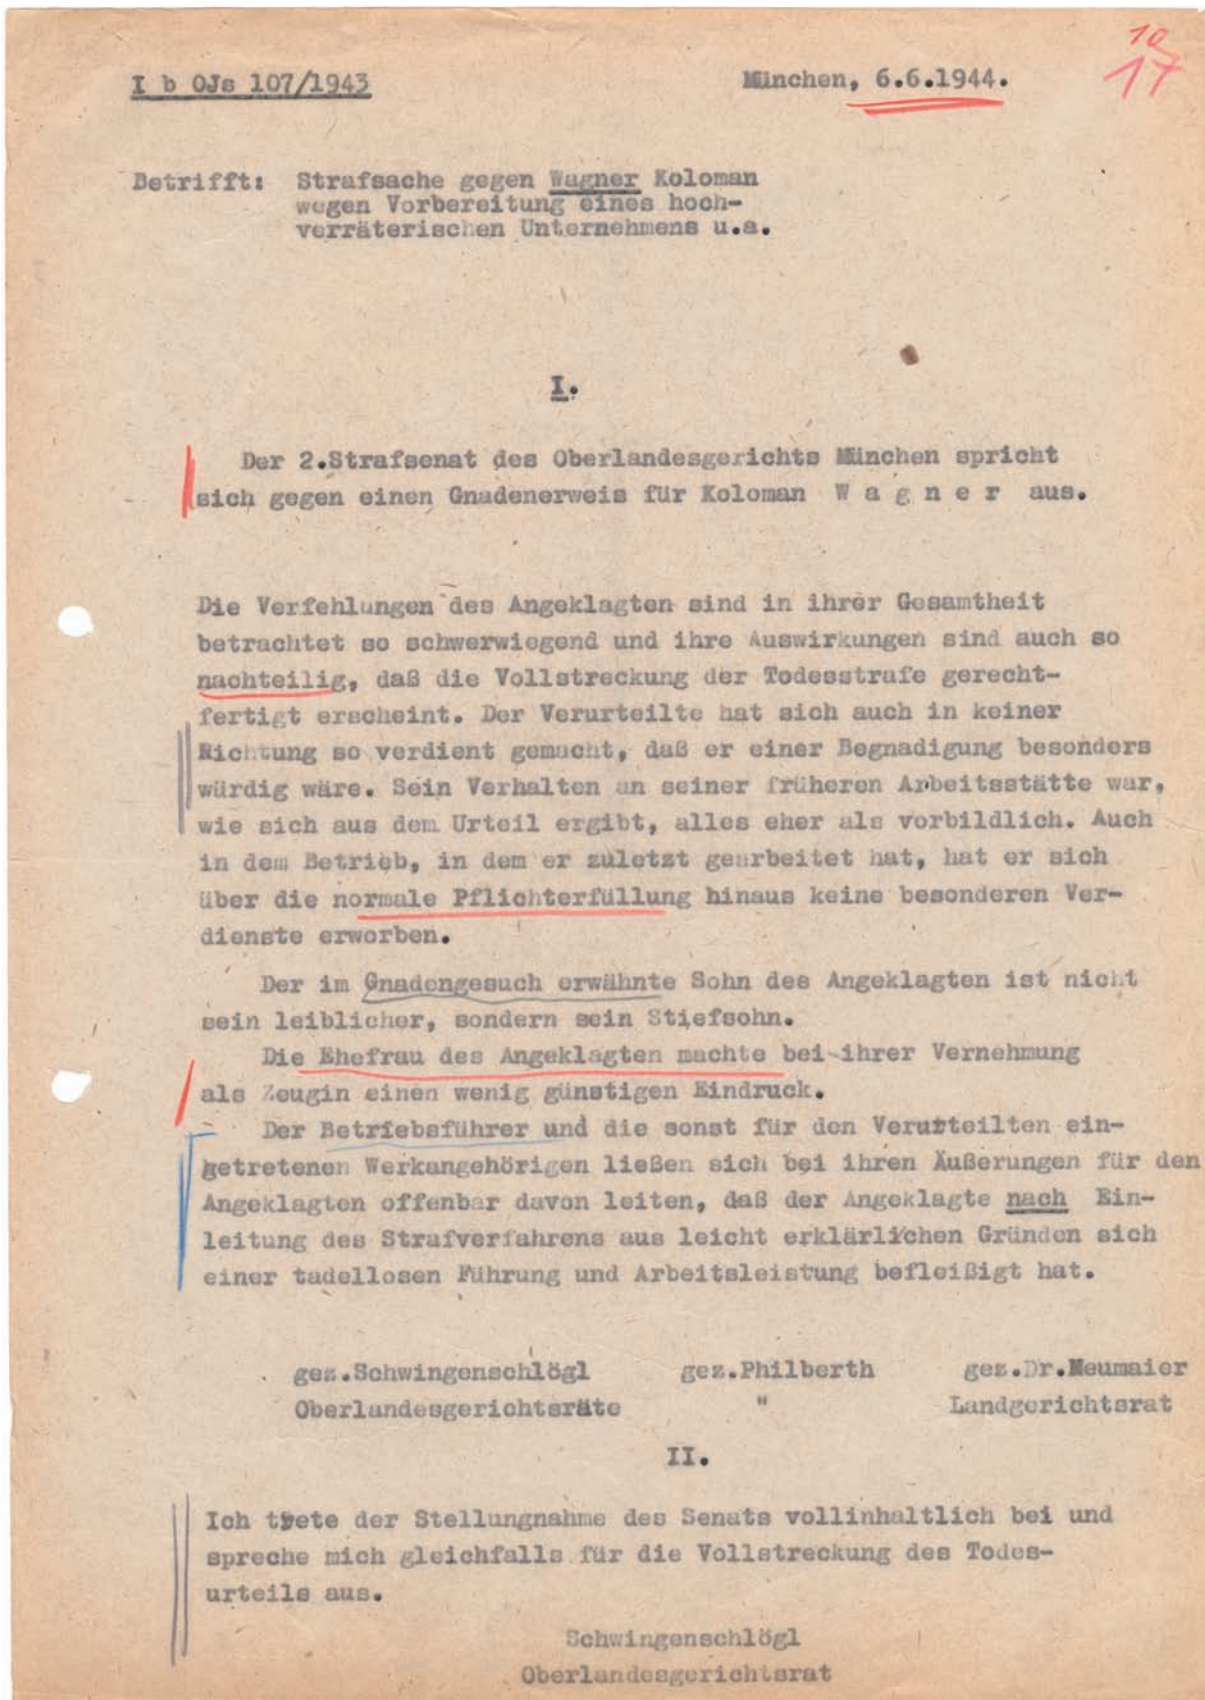 10
17
I b OJs 107/1943
München, 6.6.1944.
Betrifft: Strafsache gegen Wagner Koloman
wegen Vorbereitung eines hoch-
verräterischen Unternehmens u.a.
I.
Der 2.Strafsenat des Oberlandesgerichts München spricht
sich gegen einen Gnadenerweis für Koloman W a g n e r aus.
Die Verfehlungen des Angeklagten sind in ihrer Gesamtheit
betrachtet so schwerwiegend und ihre Auswirkungen sind auch so
nachteilig, daß die Vollstreckung der Todesstrafe gerecht-
fertigt erscheint. Der Verurteilte hat sich auch in keiner
Richtung so verdient gemacht, daß er einer Begnadigung besonders
würdig wäre. Sein Verhalten an seiner früheren Arbeitsstätte war,
wie sich aus dem Urteil ergibt, alles eher als vorbildlich. Auch
in dem Betrieb, in dem er zuletzt gearbeitet hat, hat er sich
über die normale Pflichterfüllung hinaus keine besonderen Ver-
dienste erworben.
Der im Gnadengesuch erwähnte Sohn des Angeklagten ist nicht
sein leiblicher, sondern sein Stiefsohn.
Die Ehefrau des Angeklagten machte bei ihrer Vernehmung
als Zeugin einen wenig günstigen Eindruck.
Der Betriebsführer und die sonst für den Verurteilten ein-
getretenen Werkangehörigen ließen sich bei ihren Äußerungen für den
Angeklagten offenbar davon leiten, daß der Angeklagte nach Ein-
leitung des Strafverfahrens aus leicht erklärlichen Gründen sich
einer tadellosen Führung und Arbeitsleistung befleißigt hat.
gez.Schwingenschlögl gez.Philberth gez.Dr.Neumaier
Oberlandesgerichtsräte " Landgerichtsrat
II.
Ich trete der Stellungnahme des Senats vollinhaltlich bei und
spreche mich gleichfalls für die Vollstreckung des Todes-
urteils aus.
Schwingenschlögl
Oberlandesgerichtsrat